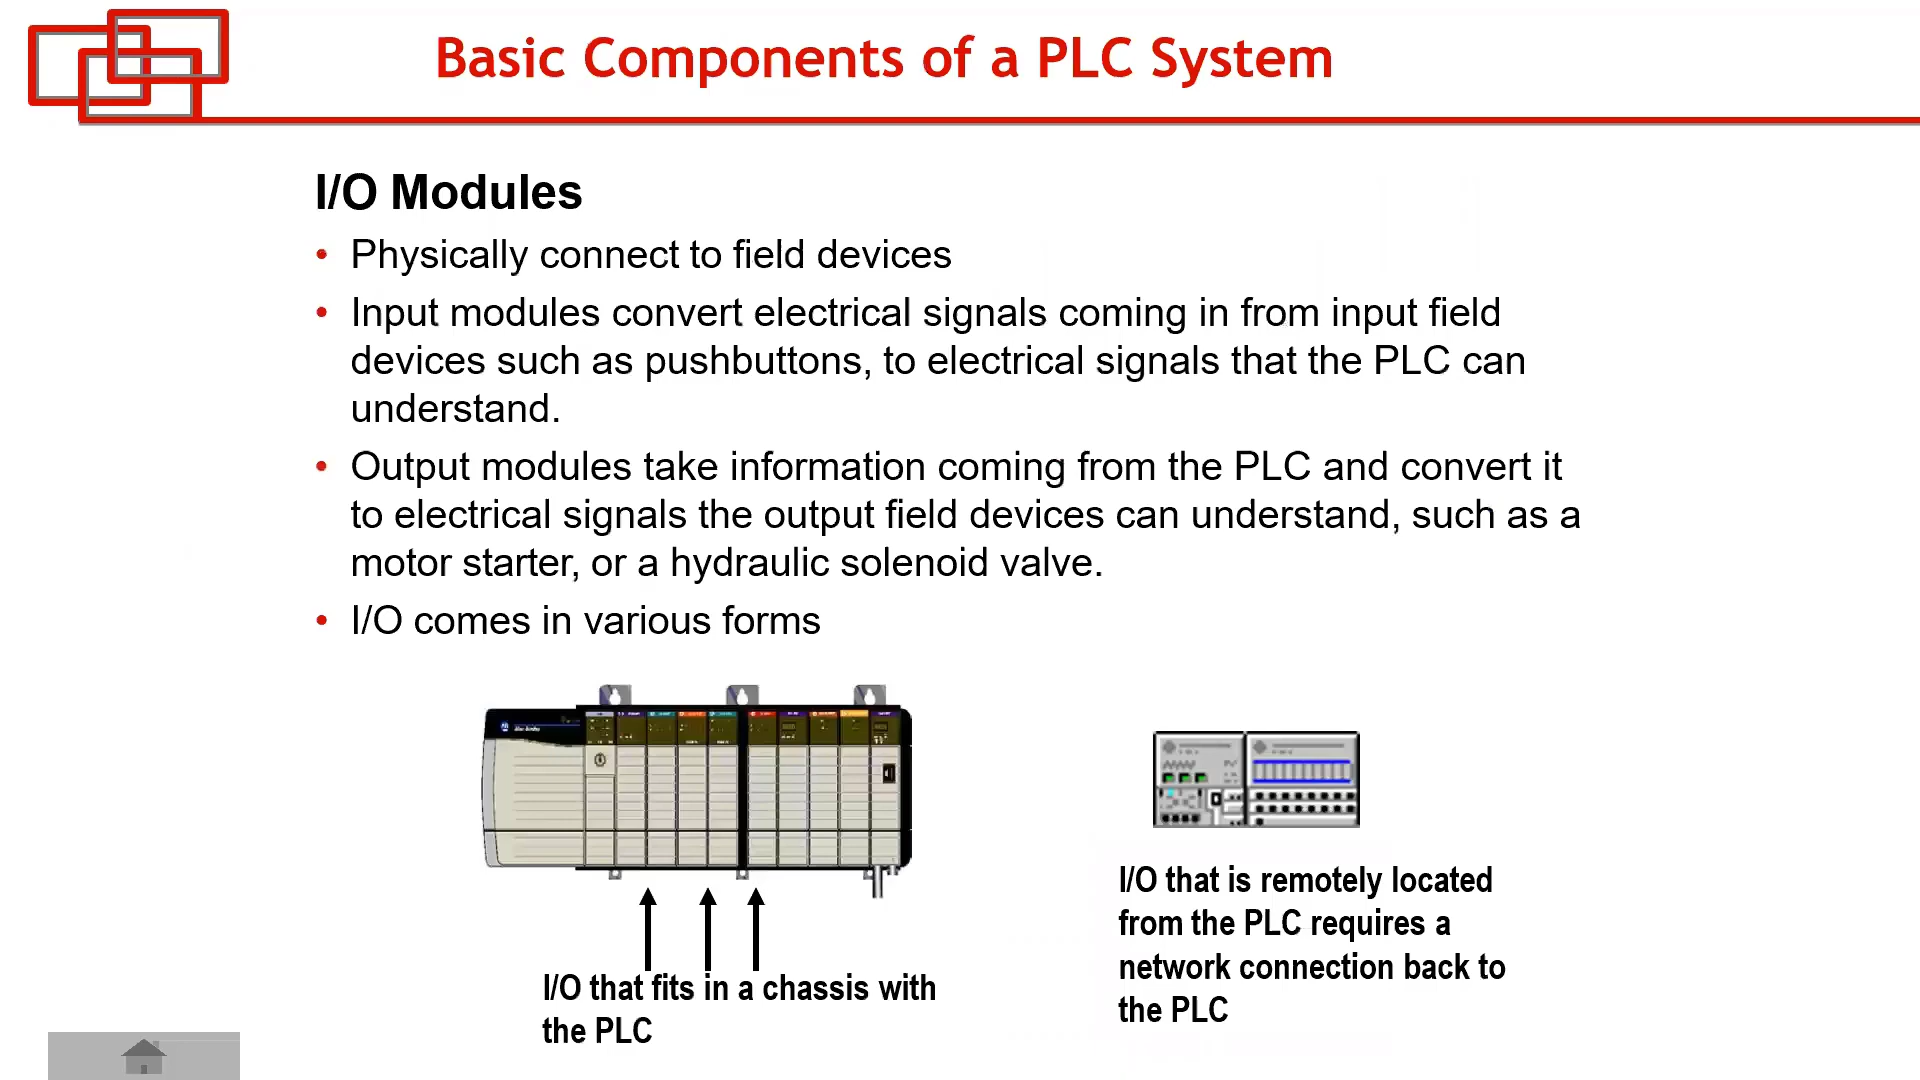 Basic Components of a PLC System
I/O Modules
• Physically connect to field devices
• Input modules convert electrical signals coming in from input field
devices such as pushbuttons, to electrical signals that the PLC can
understand.
• Output modules take information coming from the PLC and convert it
to electrical signals the output field devices can understand, such as a
motor starter, or a hydraulic solenoid valve.
• I/O comes in various forms
I/O that fits in a chassis with
the PLC
I/O that is remotely located
from the PLC requires a
network connection back to
the PLC